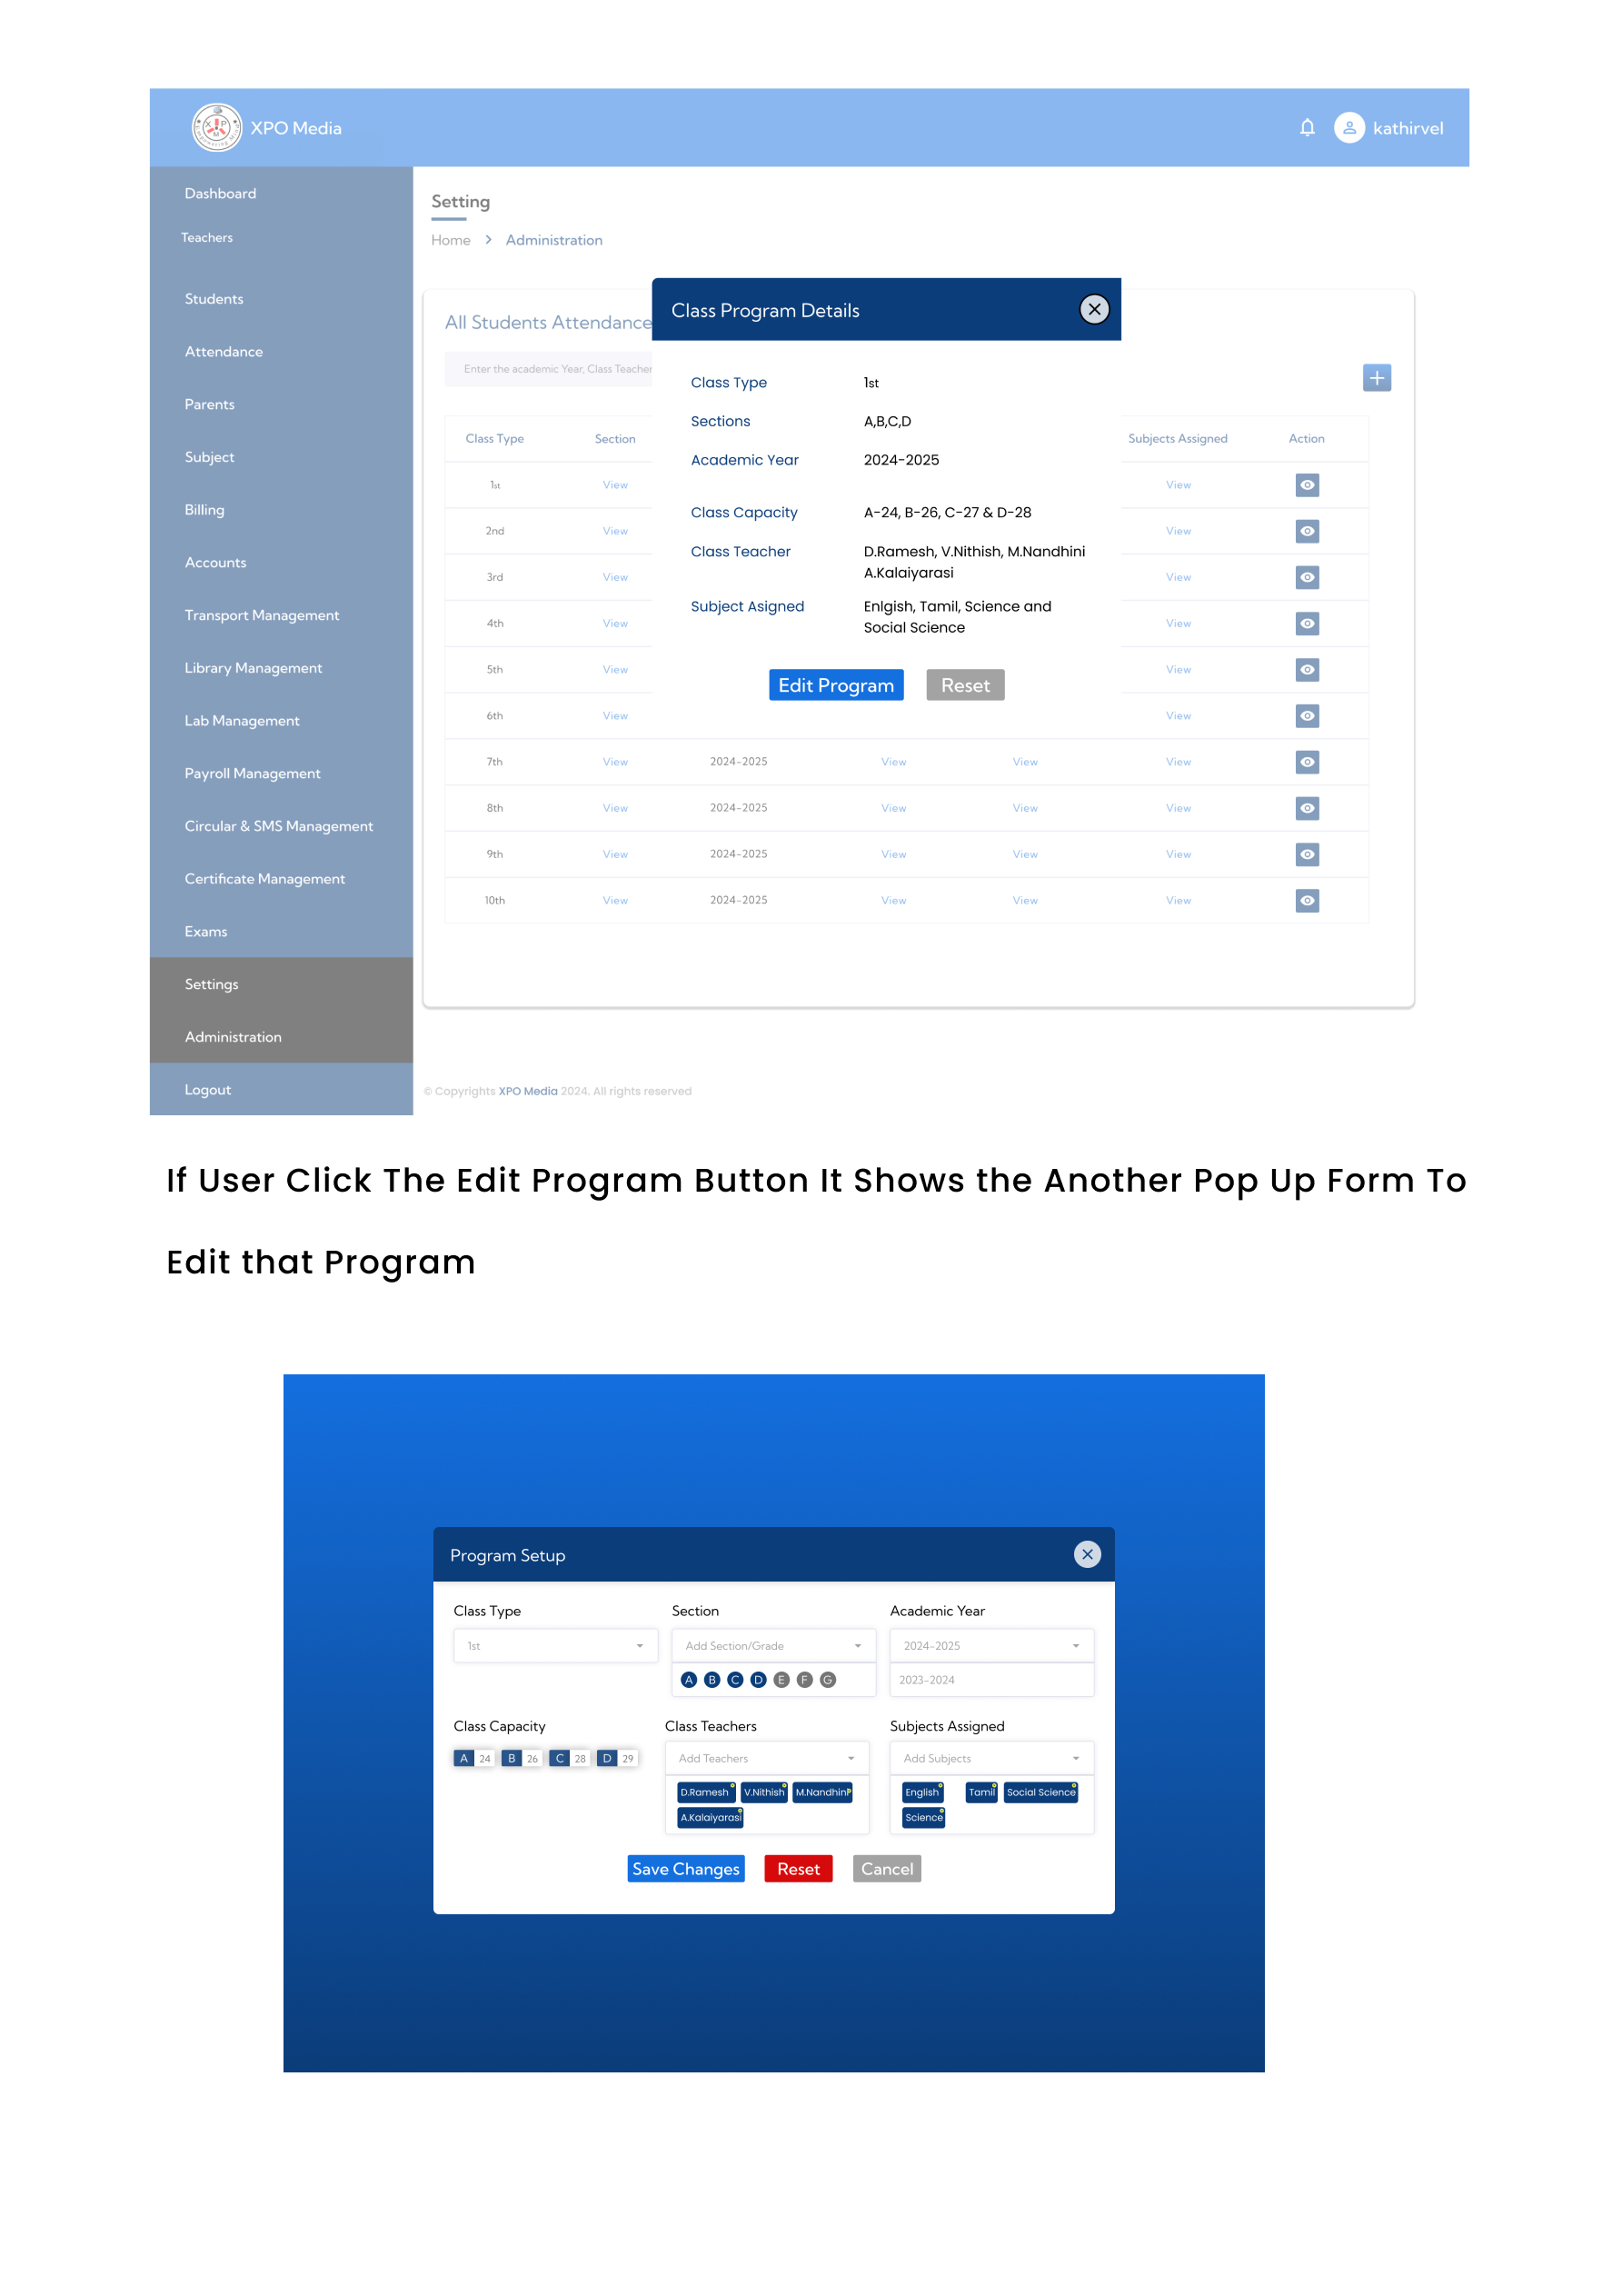 XPO Media
kathirvel
Dashboard
Teachers
Students
Attendance
Parents
Subject
Billing
Accounts
Transport Management
Library Management
Lab Management
Payroll Management
Circular & SMS Management
Certificate Management
Exams
Settings
Administration
Logout
Setting
Home > Administration
All Students Attendance
Enter the academic Year, Class Teacher
Class Type Section Subjects Assigned Action
1st View View
2nd View View
3rd View View
4th View View
5th View View
6th View View
7th View 2024-2025 View View View
8th View 2024-2025 View View View
9th View 2024-2025 View View View
10th View 2024-2025 View View View
Class Program Details
Class Type 1st
Sections A,B,C,D
Academic Year 2024-2025
Class Capacity A-24, B-26, C-27 & D-28
Class Teacher D.Ramesh, V.Nithish, M.Nandhini
A.Kalaiyarasi
Subject Asigned Enlgish, Tamil, Science and
Social Science
Edit Program Reset
© Copyrights XPO Media 2024. All rights reserved
If User Click The Edit Program Button It Shows the Another Pop Up Form To
Edit that Program
Program Setup
Class Type Section Academic Year
1st Add Section/Grade 2024-2025
A B C D E F G 2023-2024
Class Capacity Class Teachers Subjects Assigned
A 24 B 26 C 28 D 29 Add Teachers Add Subjects
D.Ramesh V.Nithish M.Nandhini English Tamil Social Science
A.Kalaiyarasi Science
Save Changes Reset Cancel